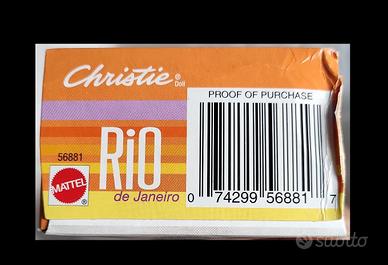 Christie® Doll
PROOF OF PURCHASE
RiO
de Janeiro
56881
MATTEL
®
0 74299 56881 7
subito